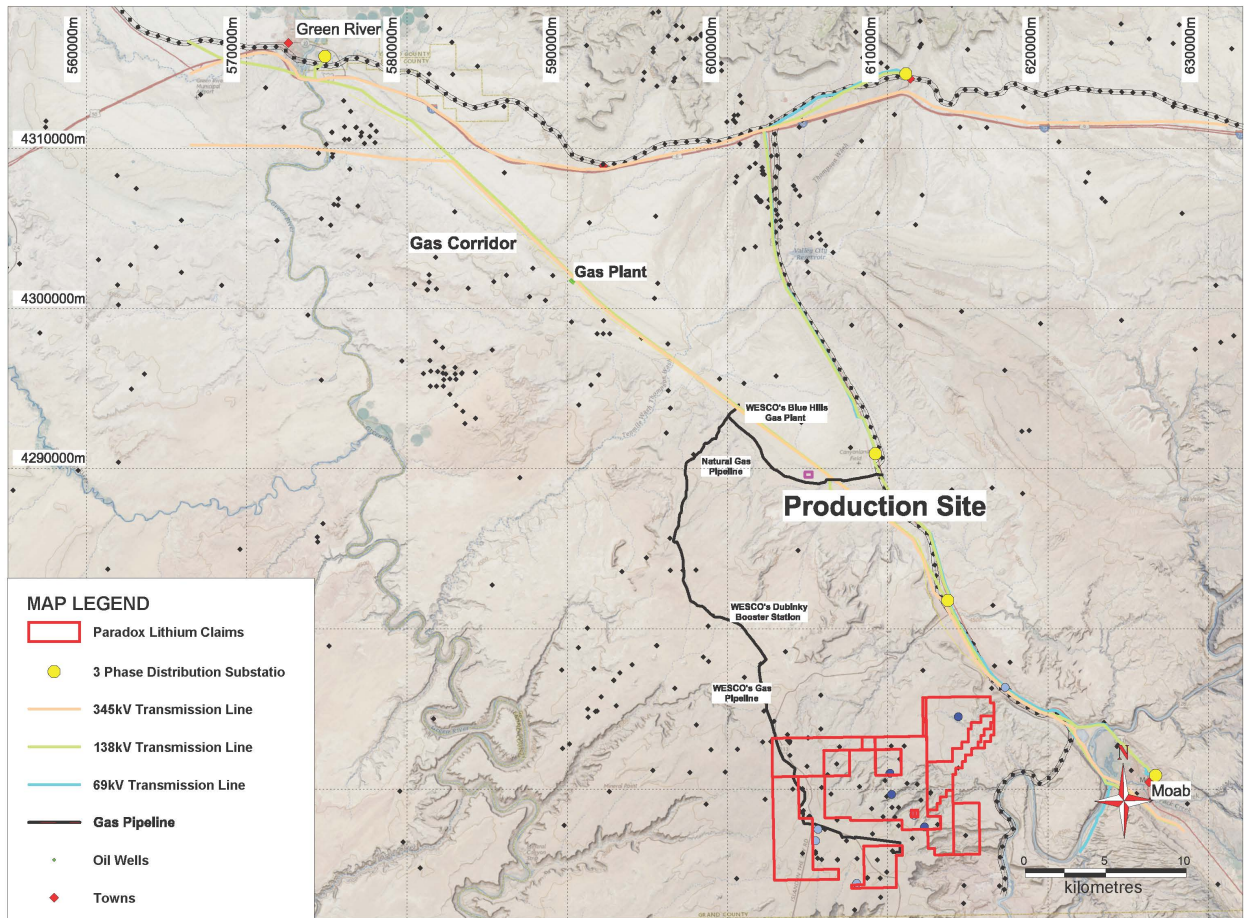 560000m
570000m
580000m
590000m
600000m
610000m
620000m
630000m
Green River
4310000m
Gas Corridor
Gas Plant
4300000m
WESCO's Blue Hills
Gas Plant
4290000m
Natural Gas
Pipeline
Production Site
WESCO's Dubinky
Booster Station
WESCO's Gas
Pipeline
N
Moab
0
5
10
kilometres
GRAND COUNTY
MAP LEGEND
Paradox Lithium Claims
3 Phase Distribution Substatio
345kV Transmission Line
138kV Transmission Line
69kV Transmission Line
Gas Pipeline
Oil Wells
Towns